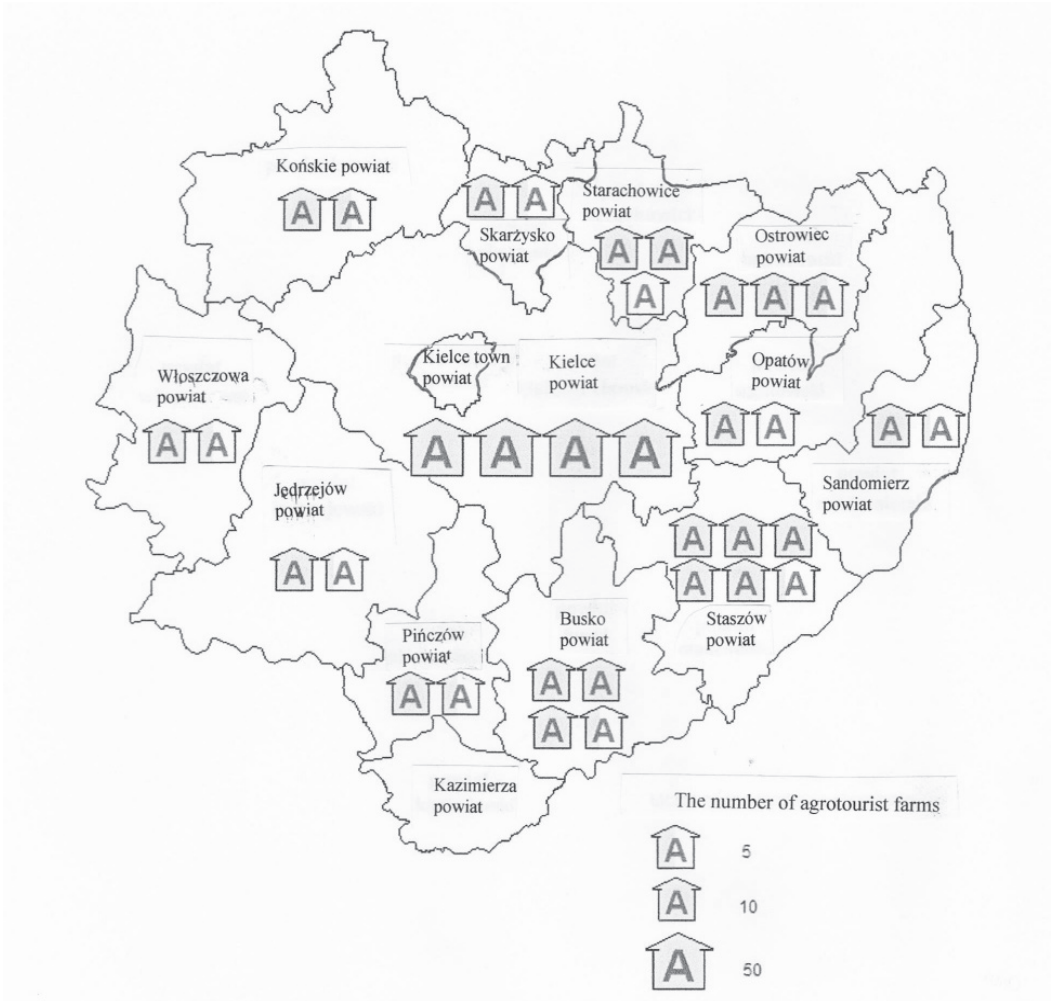 Końskie powiat
A A
A A
Skarżysko
powiat
Starachowice
powiat
A A
A
Ostrowiec
powiat
A A A
Włoszczowa
powiat
A A
Kielce town
powiat
Kielce
powiat
A A A A
Opatów
powiat
A A
A A
Sandomierz
powiat
Jędrzejów
powiat
A A
A A A
A A A
Staszów
powiat
Pińczów
powiat
A A
Busko
powiat
A A
A A
Kazimierza
powiat
The number of agrotourist farms
A 5
A 10
A 50